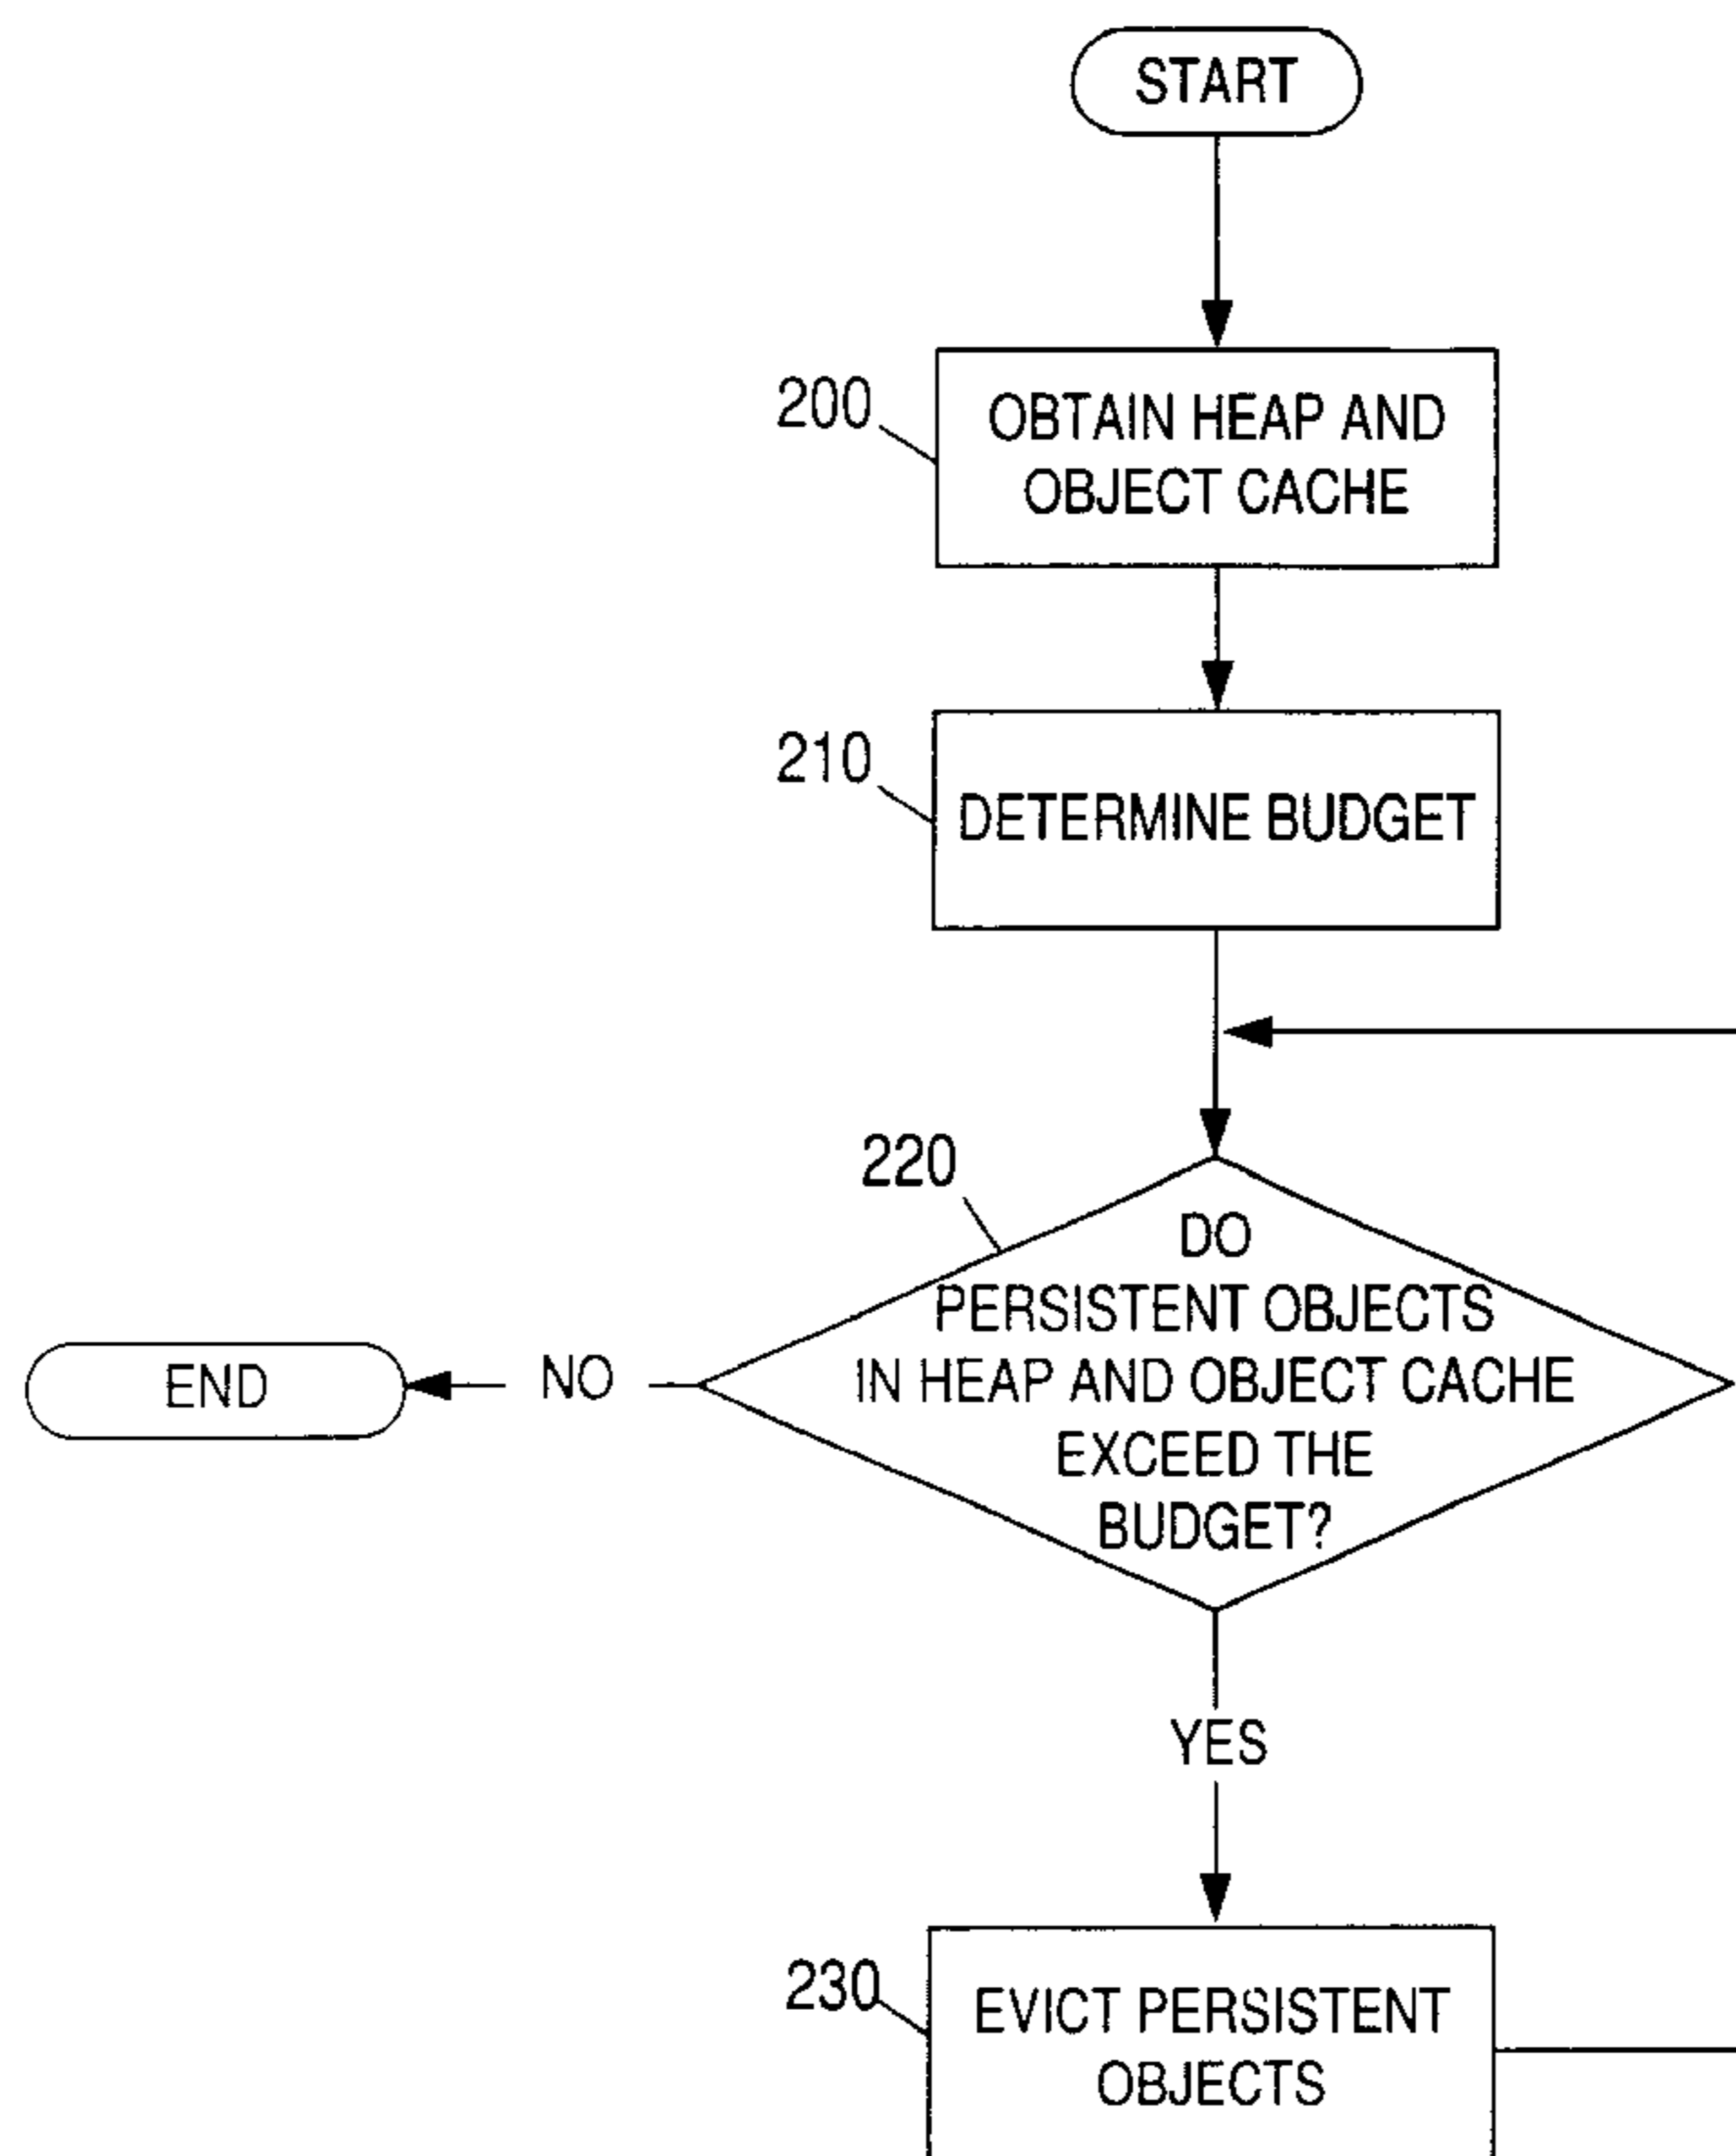 START
200
OBTAIN HEAP AND
OBJECT CACHE
210
DETERMINE BUDGET
220
DO
PERSISTENT OBJECTS
IN HEAP AND OBJECT CACHE
EXCEED THE
BUDGET?
NO
END
YES
230
EVICT PERSISTENT
OBJECTS